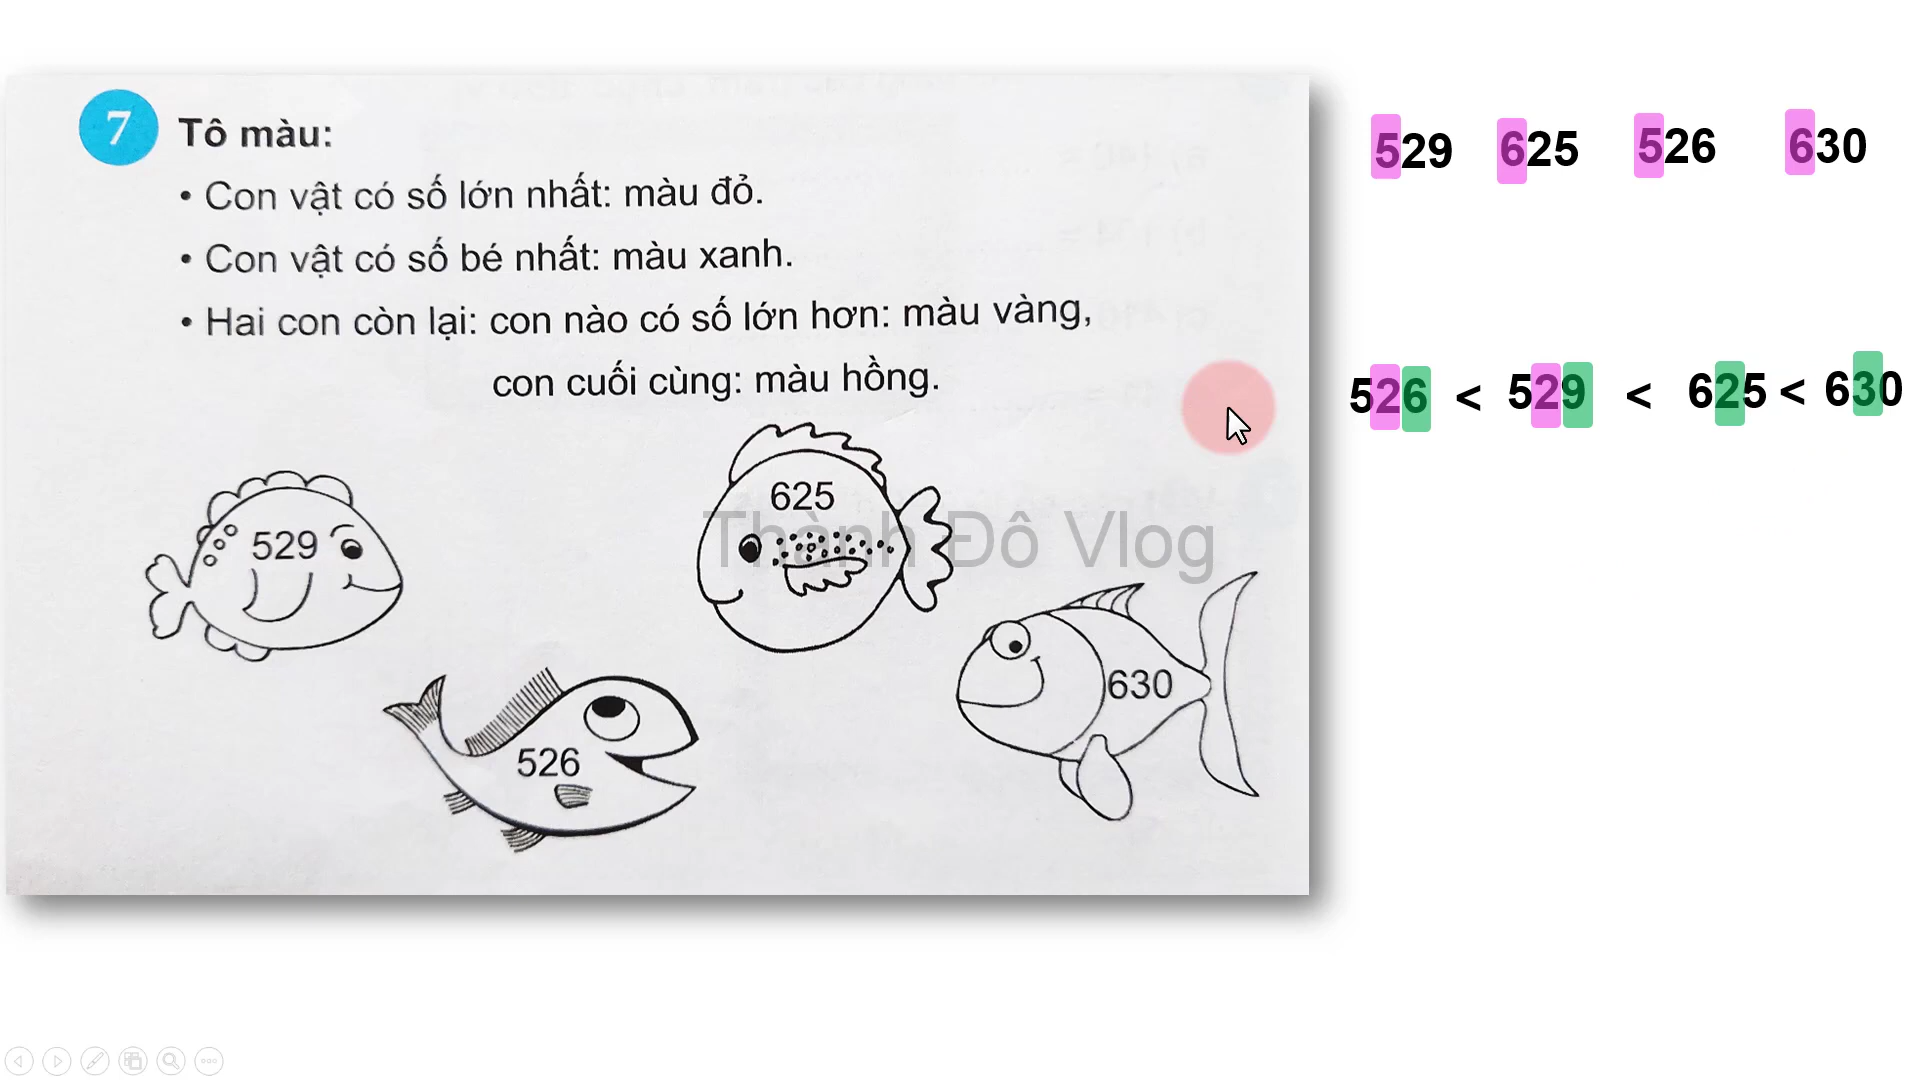 7 Tô màu:
• Con vật có số lớn nhất: màu đỏ.
• Con vật có số bé nhất: màu xanh.
• Hai con còn lại: con nào có số lớn hơn: màu vàng,
con cuối cùng: màu hồng.
529
625
526
630
Thành Đô Vlog
529 625 526 630
526 < 529 < 625 < 630